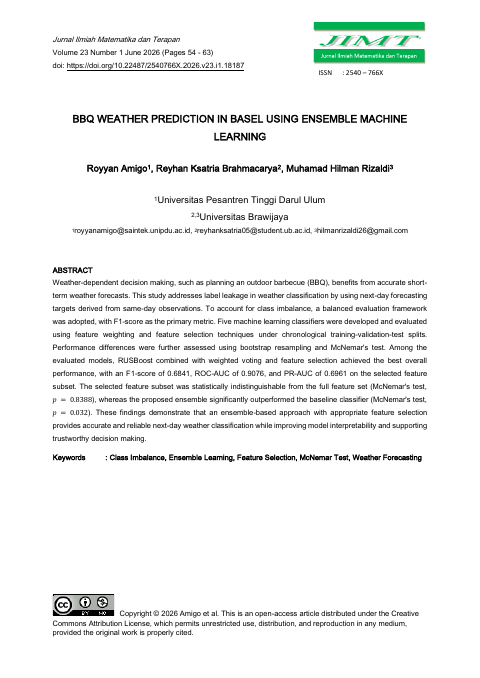 Jurnal Ilmiah Matematika dan Terapan
Volume 23 Number 1 June 2026 (Pages 54 - 63)
doi: https://doi.org/10.22487/2540766X.2026.v23.i1.18187
JIMT
Jurnal Ilmiah Matematika dan Terapan
ISSN : 2540 – 766X
BBQ WEATHER PREDICTION IN BASEL USING ENSEMBLE MACHINE
LEARNING
Royyan Amigo¹, Reyhan Ksatria Brahmacarya², Muhamad Hilman Rizaldi³
¹Universitas Pesantren Tinggi Darul Ulum
²,³Universitas Brawijaya
¹royyanamigo@saintek.unipdu.ac.id, ²reyhanksatria05@student.ub.ac.id, ³hilmanrizaldi26@gmail.com
ABSTRACT
Weather-dependent decision making, such as planning an outdoor barbecue (BBQ), benefits from accurate short-
term weather forecasts. This study addresses label leakage in weather classification by using next-day forecasting
targets derived from same-day observations. To account for class imbalance, a balanced evaluation framework
was adopted, with F1-score as the primary metric. Five machine learning classifiers were developed and evaluated
using feature weighting and feature selection techniques under chronological training-validation-test splits.
Performance differences were further assessed using bootstrap resampling and McNemar's test. Among the
evaluated models, RUSBoost combined with weighted voting and feature selection achieved the best overall
performance, with an F1-score of 0.6841, ROC-AUC of 0.9076, and PR-AUC of 0.6961 on the selected feature
subset. The selected feature subset was statistically indistinguishable from the full feature set (McNemar's test,
p = 0.8388), whereas the proposed ensemble significantly outperformed the baseline classifier (McNemar's test,
p = 0.032). These findings demonstrate that an ensemble-based approach with appropriate feature selection
provides accurate and reliable next-day weather classification while improving model interpretability and supporting
trustworthy decision making.
Keywords : Class Imbalance, Ensemble Learning, Feature Selection, McNemar Test, Weather Forecasting
CC BY NC Copyright © 2026 Amigo et al. This is an open-access article distributed under the Creative
Commons Attribution License, which permits unrestricted use, distribution, and reproduction in any medium,
provided the original work is properly cited.